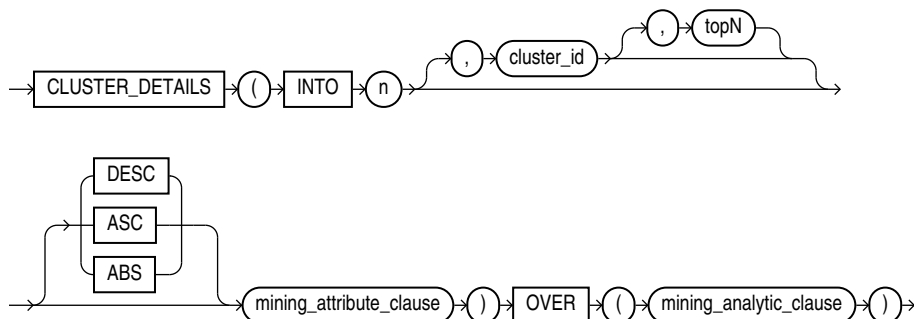 , topN
, cluster_id
CLUSTER_DETAILS ( INTO n
DESC
ASC
ABS
mining_attribute_clause ) OVER ( mining_analytic_clause )